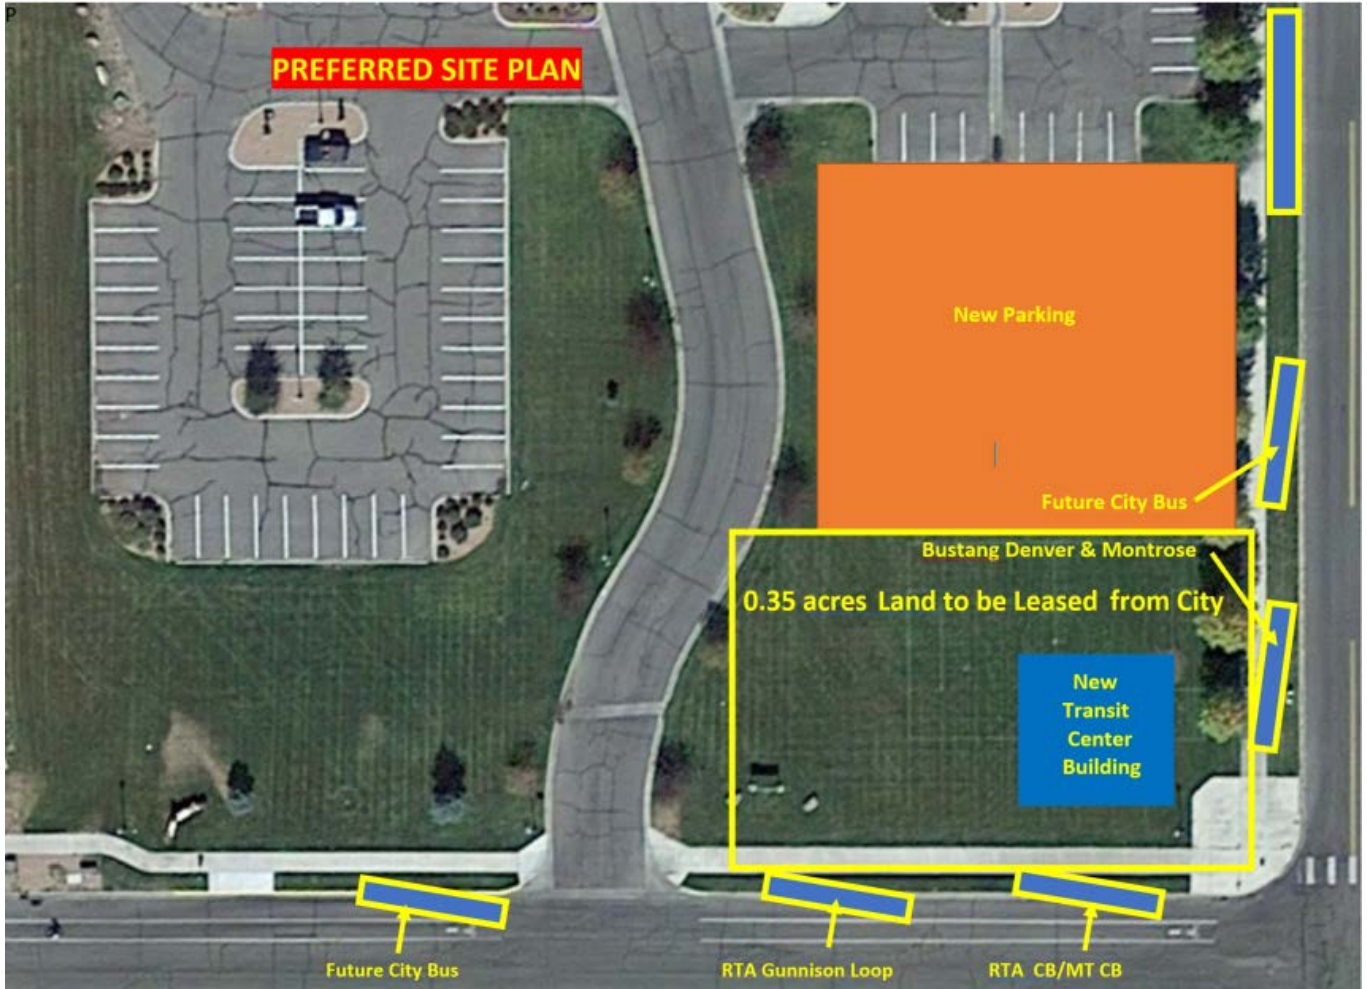 P
PREFERRED SITE PLAN
New Parking
Future City Bus
Bustang Denver & Montrose
0.35 acres Land to be Leased from City
New
Transit
Center
Building
Future City Bus
RTA Gunnison Loop
RTA CB/MT CB